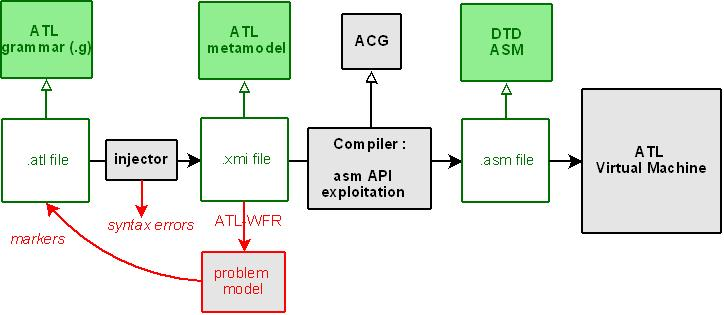 ATL
grammar (.g)
ATL
metamodel
ACG
DTD
ASM
.atl file
injector
.xmi file
Compiler :
asm API
exploitation
.asm file
ATL
Virtual Machine
markers
syntax errors
ATL-WFR
problem
model